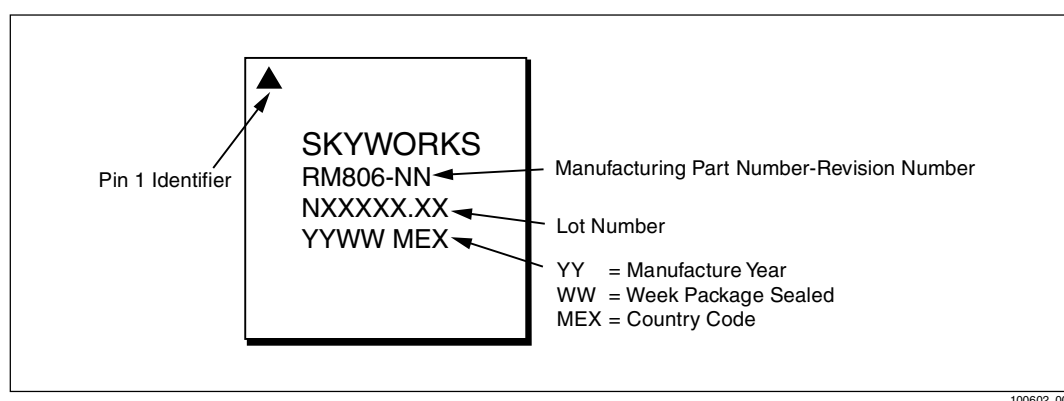 SKYWORKS
RM806-NN
NXXXXX.XX
YYWW MEX
Pin 1 Identifier
Manufacturing Part Number-Revision Number
Lot Number
YY = Manufacture Year
WW = Week Package Sealed
MEX = Country Code